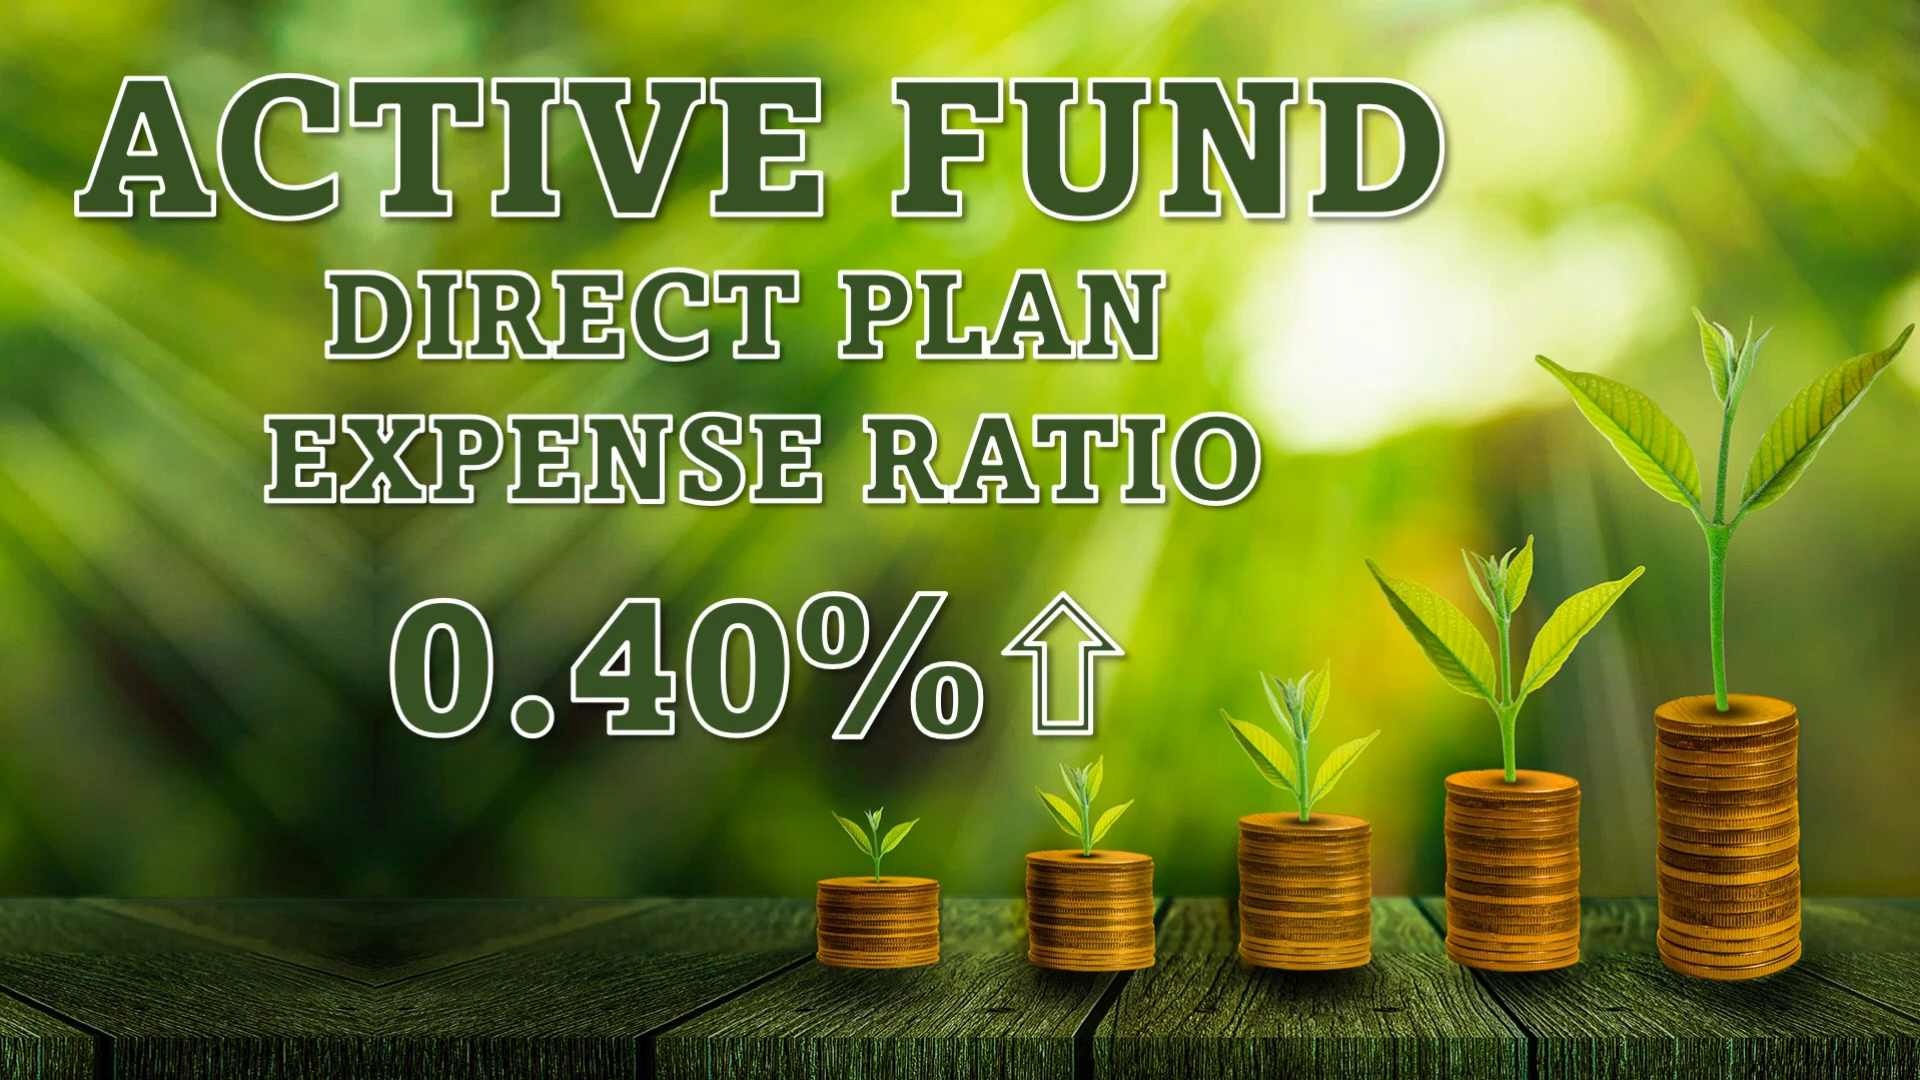 ACTIVE FUND
DIRECT PLAN
EXPENSE RATIO
0.40%⇧